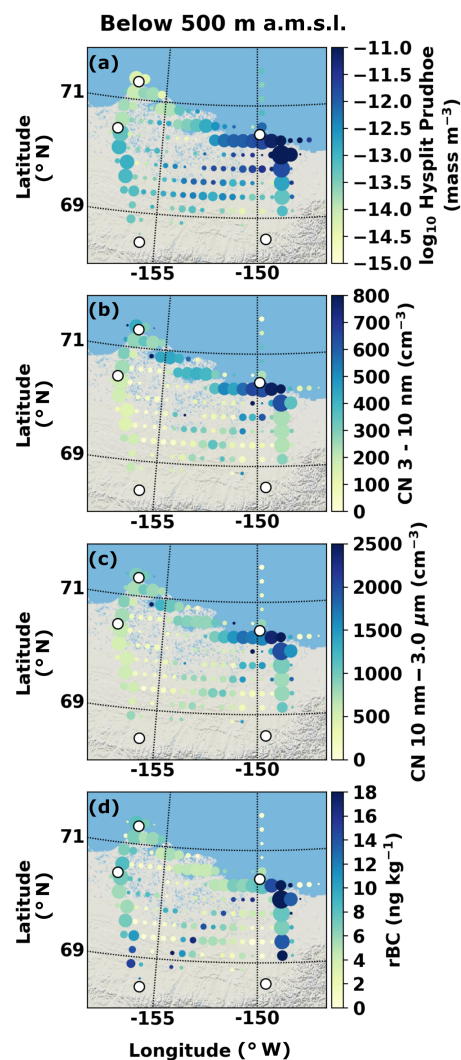 Below 500 m a.m.s.l.
(a)
71
69
Latitude
(° N)
-155
-150
−11.0
−11.5
−12.0
−12.5
−13.0
−13.5
−14.0
−14.5
−15.0
log₁₀ Hysplit Prudhoe
(mass m⁻³)
(b)
71
69
Latitude
(° N)
-155
-150
800
700
600
500
400
300
200
100
0
CN 3 - 10 nm (cm⁻³)
(c)
71
69
Latitude
(° N)
-155
-150
2500
2000
1500
1000
500
0
CN 10 nm−3.0 μm (cm⁻³)
(d)
71
69
Latitude
(° N)
-155
-150
18
16
14
12
10
8
6
4
2
0
rBC (ng kg⁻¹)
Longitude (° W)